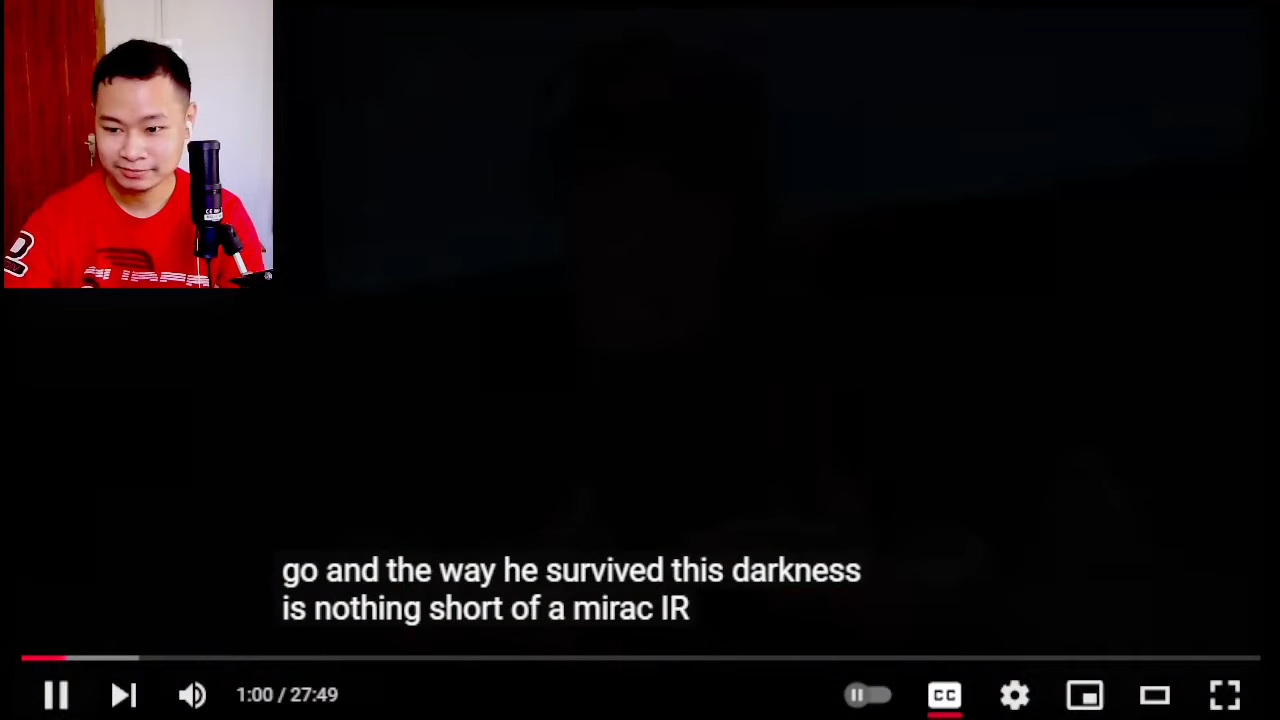 go and the way he survived this darkness
is nothing short of a mirac IR
1:00 / 27:49
CC